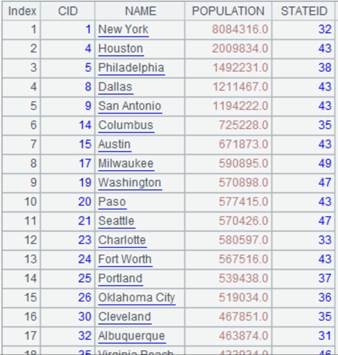 Index CID NAME POPULATION STATEID
1 1 New York 8084316.0 32
2 4 Houston 2009834.0 43
3 5 Philadelphia 1492231.0 38
4 8 Dallas 1211467.0 43
5 9 San Antonio 1194222.0 43
6 14 Columbus 725228.0 35
7 15 Austin 671873.0 43
8 17 Milwaukee 590895.0 49
9 19 Washington 570898.0 47
10 20 Paso 577415.0 43
11 21 Seattle 570426.0 47
12 23 Charlotte 580597.0 33
13 24 Fort Worth 567516.0 43
14 25 Portland 539438.0 37
15 26 Oklahoma City 519034.0 36
16 30 Cleveland 467851.0 35
17 32 Albuquerque 463874.0 31
18 35 Virginia Beach 46